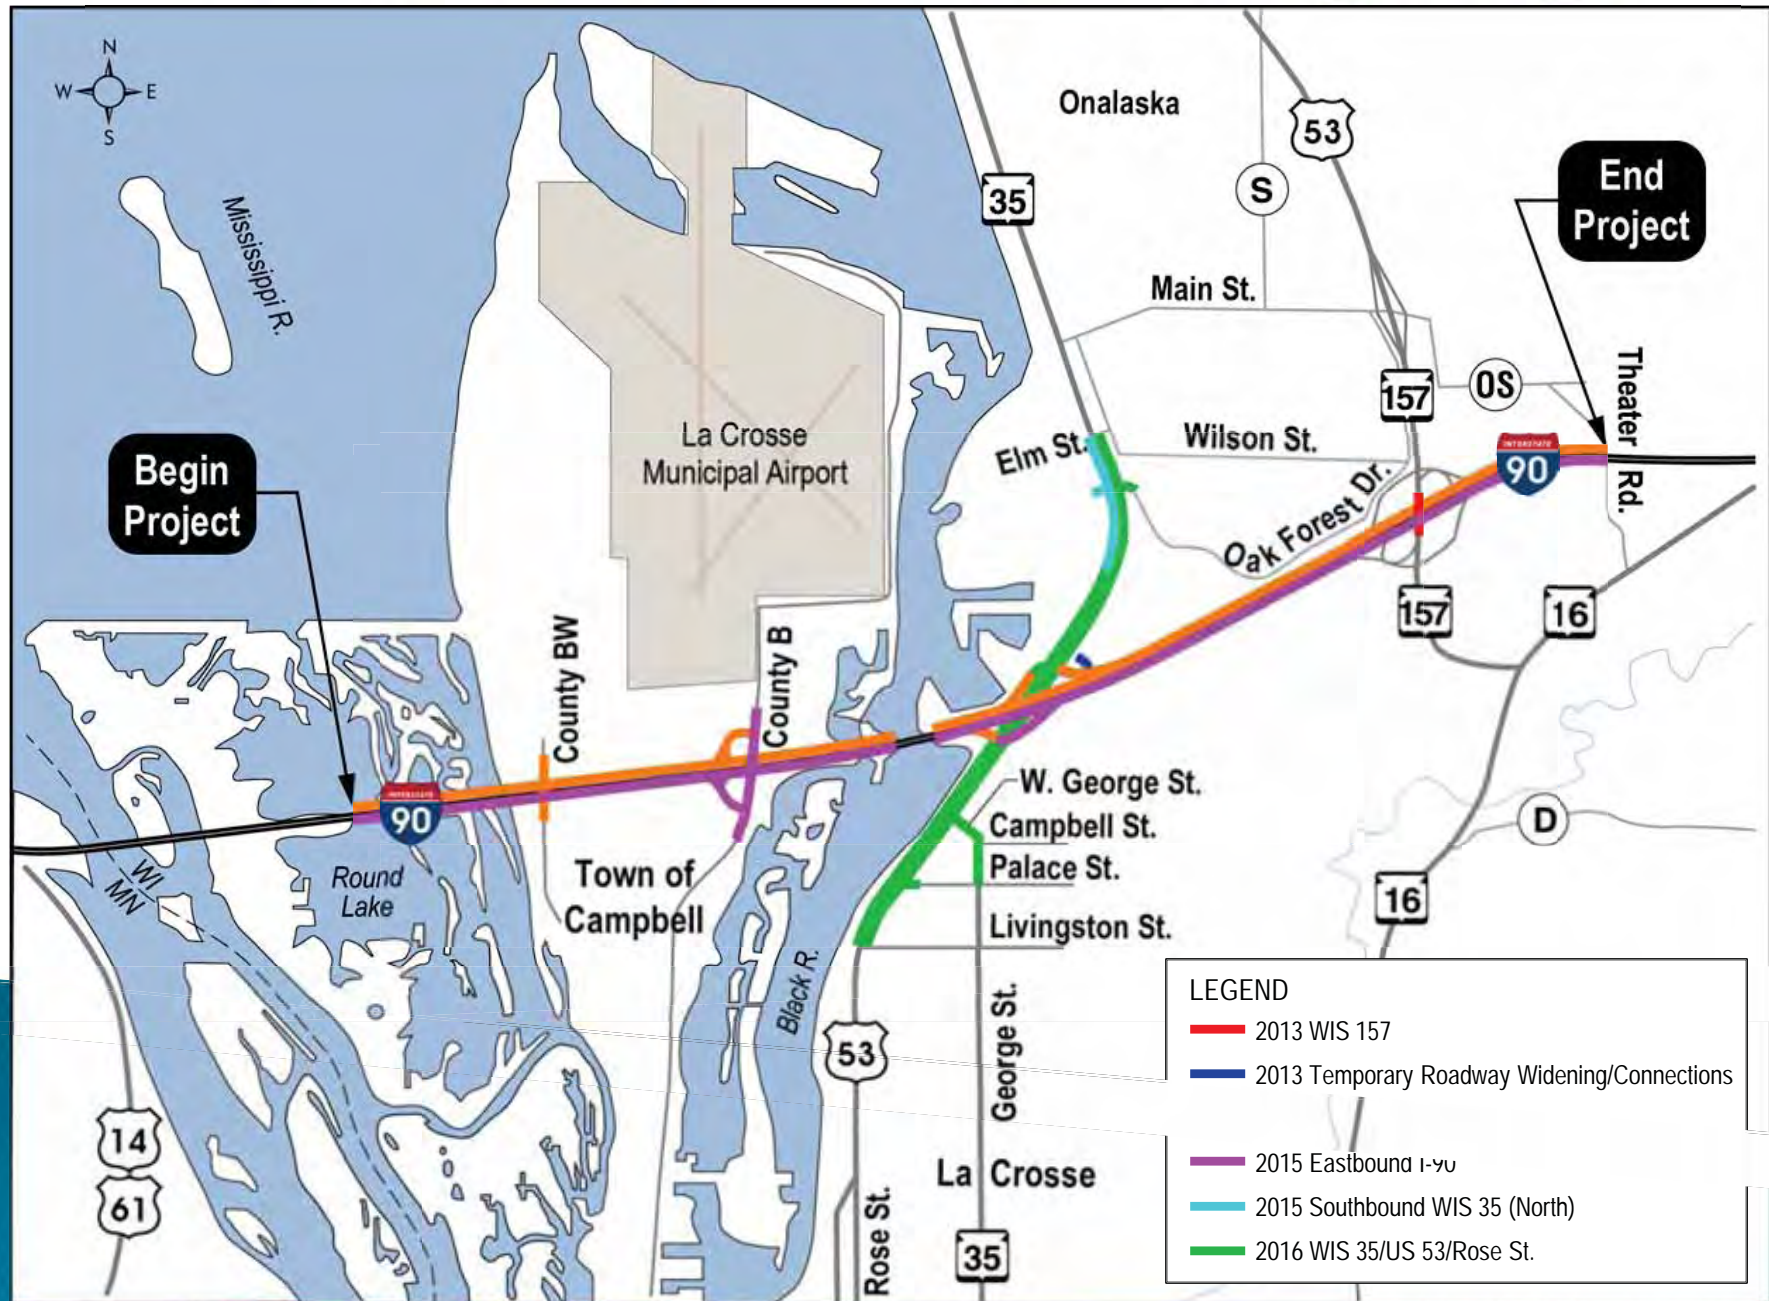 N
W E
S
Mississippi R.
Onalaska
53
S
35
End
Project
Main St.
Theater Rd.
157
OS
La Crosse
Municipal Airport
Begin
Project
Elm St.
Wilson St.
INTERSTATE
90
Oak Forest Dr.
157
16
County BW
County B
INTERSTATE
90
W. George St.
Campbell St.
Palace St.
D
WI
MN
Round
Lake
Town of
Campbell
16
Livingston St.
Black R.
53
George St.
14
61
La Crosse
Rose St.
35
LEGEND
2013 WIS 157
2013 Temporary Roadway Widening/Connections
2015 Eastbound I-90
2015 Southbound WIS 35 (North)
2016 WIS 35/US 53/Rose St.